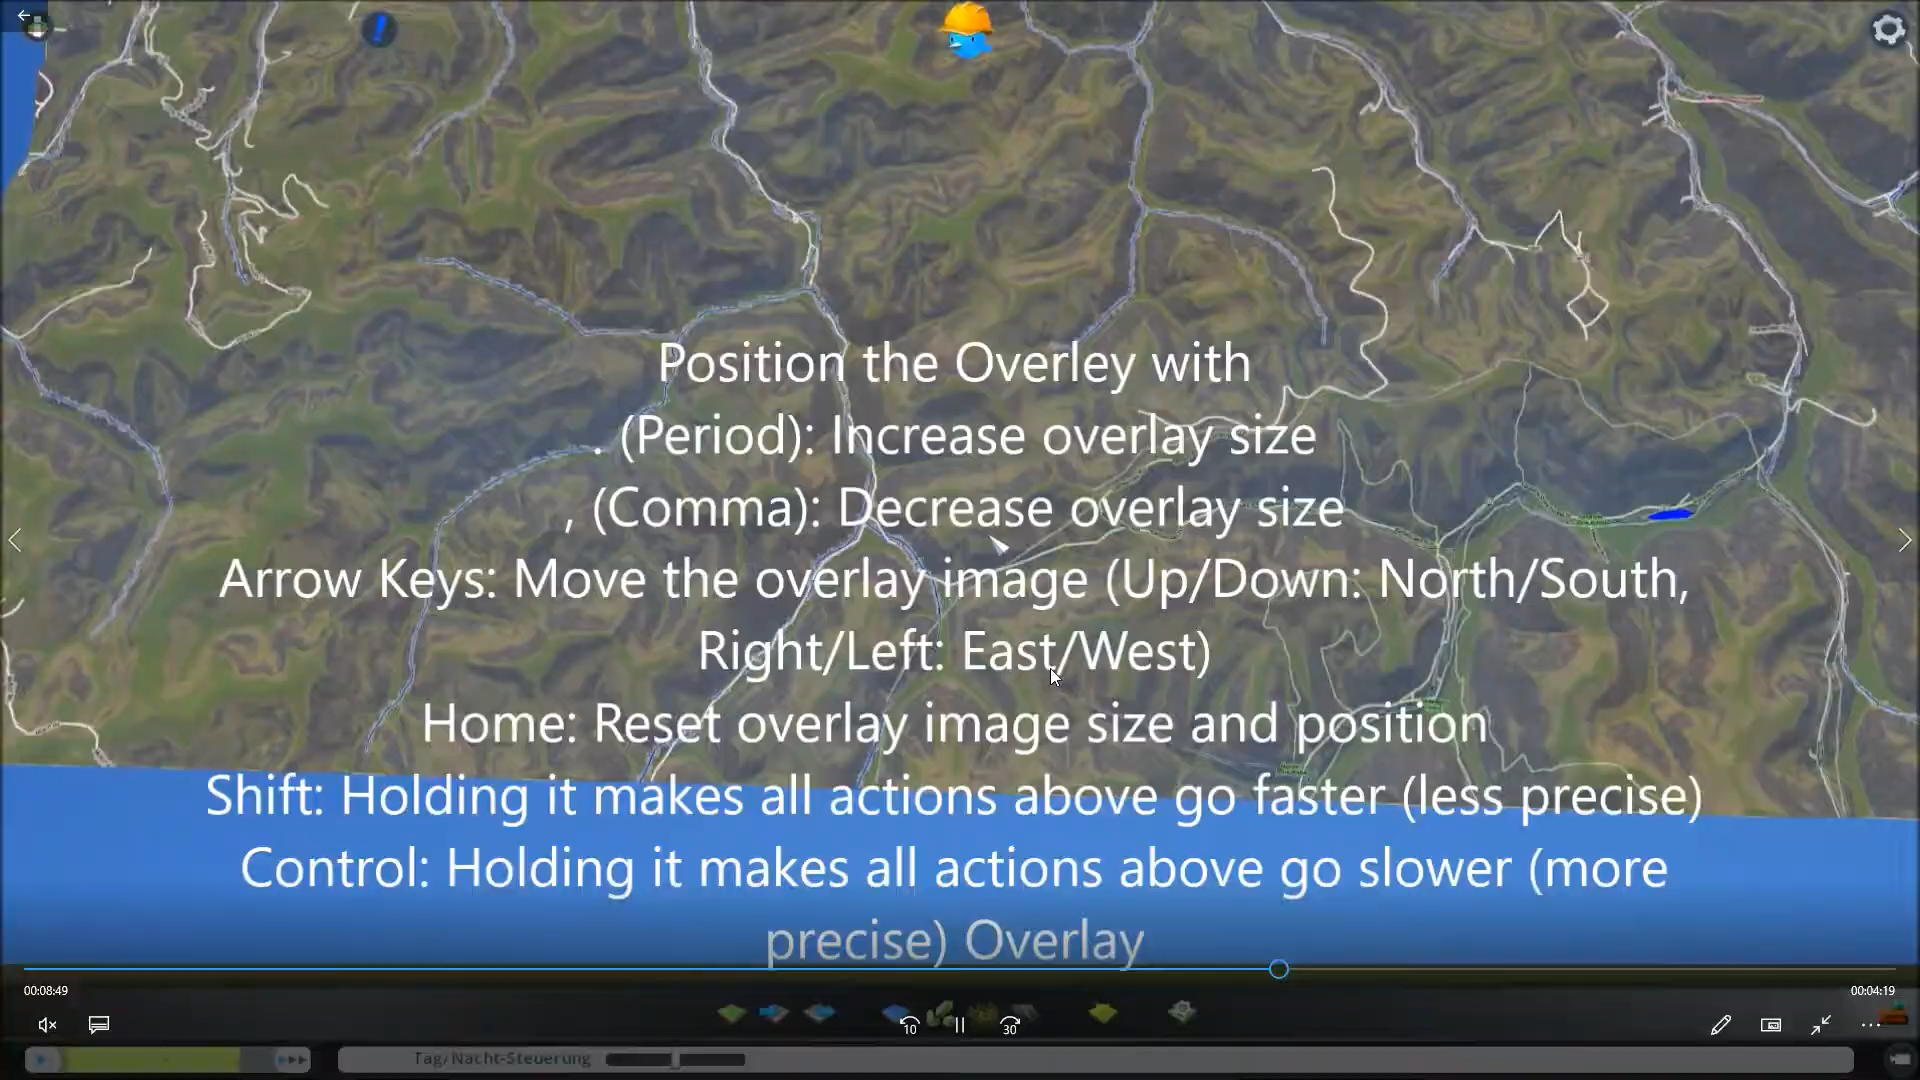 Position the Overley with
. (Period): Increase overlay size
, (Comma): Decrease overlay size
Arrow Keys: Move the overlay image (Up/Down: North/South,
Right/Left: East/West)
Home: Reset overlay image size and position
Shift: Holding it makes all actions above go faster (less precise)
Control: Holding it makes all actions above go slower (more
precise) Overlay
00:08:49
00:04:19
10
30
Tag/Nacht-Steuerung